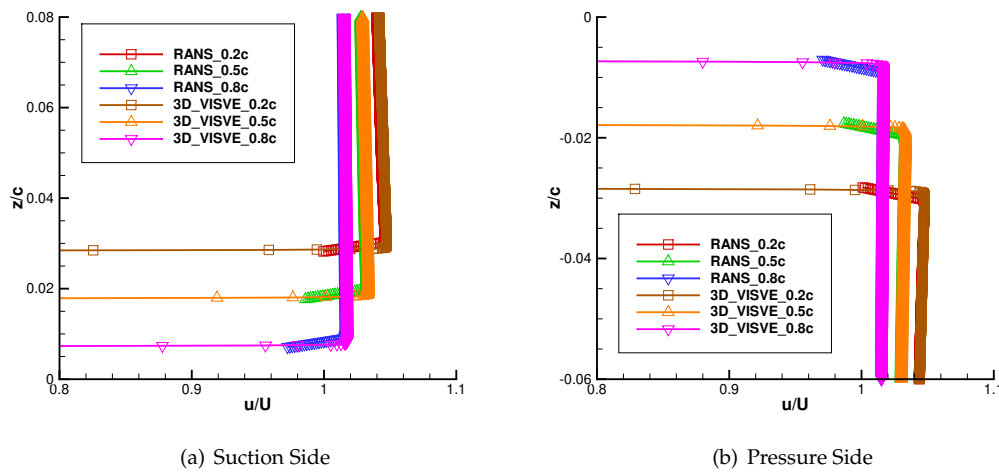 0.08
0.06
0.04
0.02
0
z/c
RANS_0.2c
RANS_0.5c
RANS_0.8c
3D_VISVE_0.2c
3D_VISVE_0.5c
3D_VISVE_0.8c
0.8
0.9
1
1.1
u/U
(a) Suction Side
0
-0.02
-0.04
-0.06
z/c
RANS_0.2c
RANS_0.5c
RANS_0.8c
3D_VISVE_0.2c
3D_VISVE_0.5c
3D_VISVE_0.8c
0.8
0.9
1
1.1
u/U
(b) Pressure Side